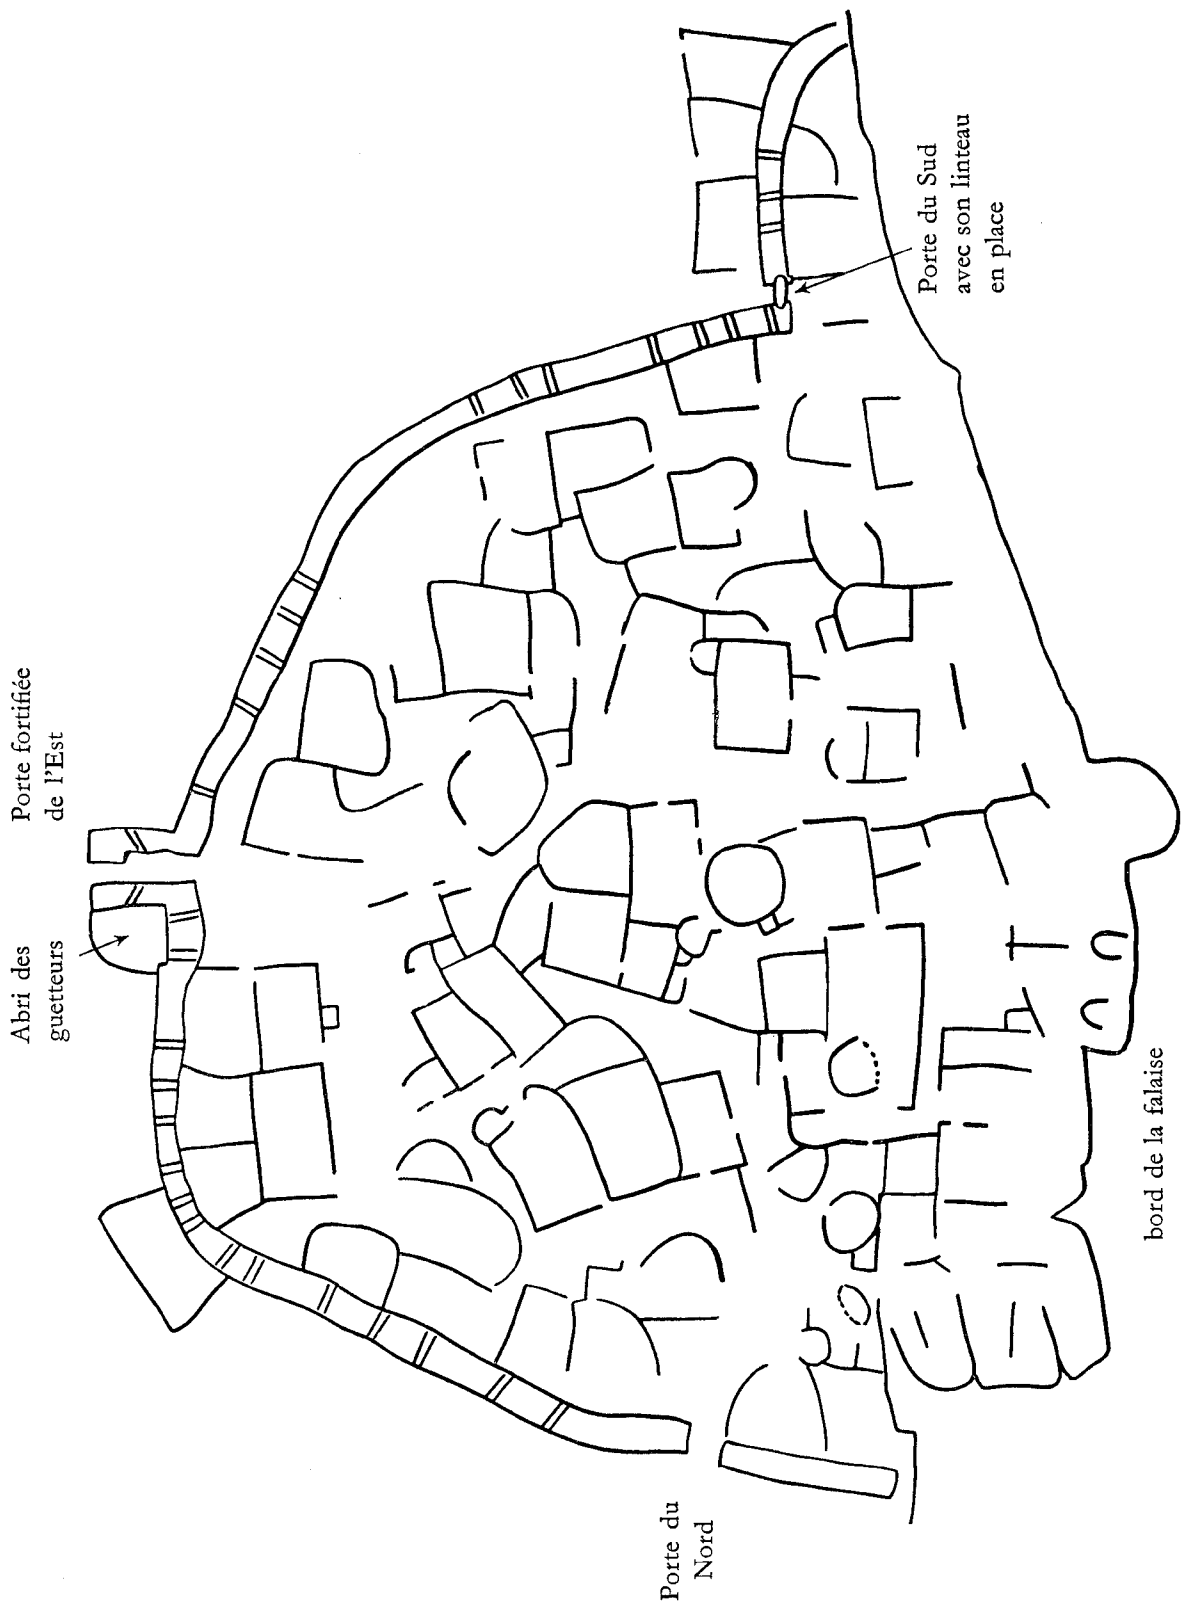 Porte du
Nord
Abri des
guetteurs
Porte fortifiée
de l'Est
bord de la falaise
Porte du Sud
avec son linteau
en place